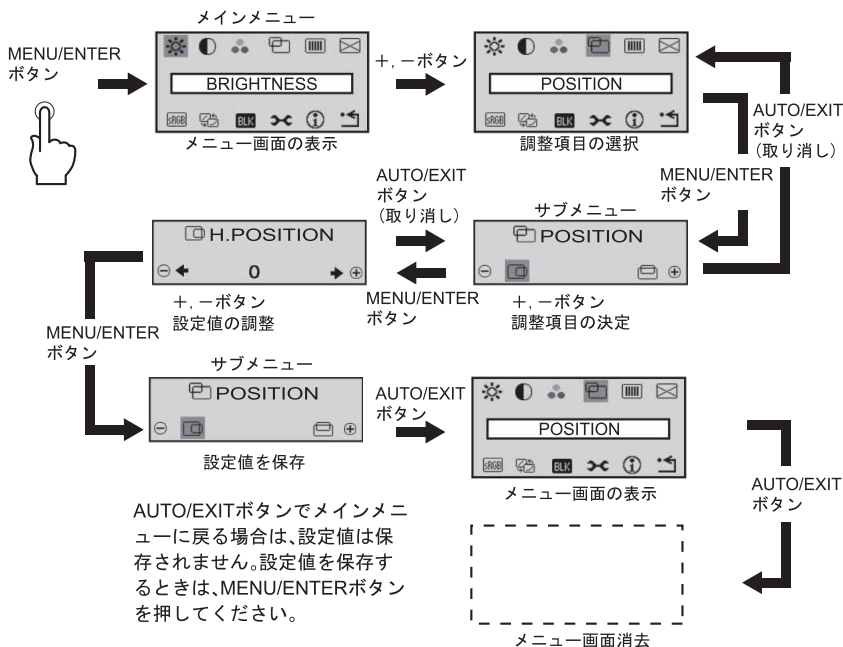 メインメニュー
MENU/ENTER
ボタン
BRIGHTNESS
sRGB
BLK
メニュー画面の表示
+, −ボタン
POSITION
sRGB
BLK
調整項目の選択
AUTO/EXIT
ボタン
(取り消し)
MENU/ENTER
ボタン
AUTO/EXIT
ボタン
(取り消し)
サブメニュー
H.POSITION
0
+, −ボタン
設定値の調整
MENU/ENTER
ボタン
POSITION
+, −ボタン
調整項目の決定
MENU/ENTER
ボタン
サブメニュー
POSITION
設定値を保存
AUTO/EXIT
ボタン
POSITION
sRGB
BLK
メニュー画面の表示
AUTO/EXIT
ボタン
AUTO/EXITボタンでメインメニ
ューに戻る場合は、設定値は保
存されません。設定値を保存す
るときは、MENU/ENTERボタン
を押してください。
メニュー画面消去